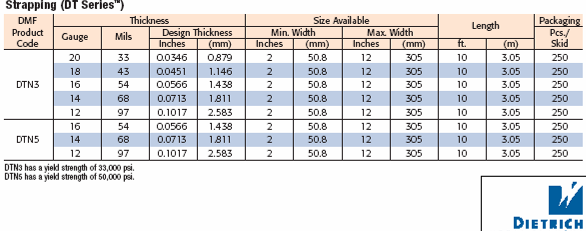 Strapping (DT Series™)
DMF Product Code Thickness Size Available Length Packaging
Gauge Mils Design Thickness Min. Width Max. Width Pcs./ Skid
Inches (mm) Inches (mm) Inches (mm) ft. (m)
DTN3
20 33 0.0346 0.879 2 50.8 12 305 10 3.05 250
18 43 0.0451 1.146 2 50.8 12 305 10 3.05 250
16 54 0.0566 1.438 2 50.8 12 305 10 3.05 250
14 68 0.0713 1.811 2 50.8 12 305 10 3.05 250
12 97 0.1017 2.583 2 50.8 12 305 10 3.05 250
DTN5
16 54 0.0566 1.438 2 50.8 12 305 10 3.05 250
14 68 0.0713 1.811 2 50.8 12 305 10 3.05 250
12 97 0.1017 2.583 2 50.8 12 305 10 3.05 250
DTN3 has a yield strength of 33,000 psi.
DTN5 has a yield strength of 50,000 psi.
DIETRICH